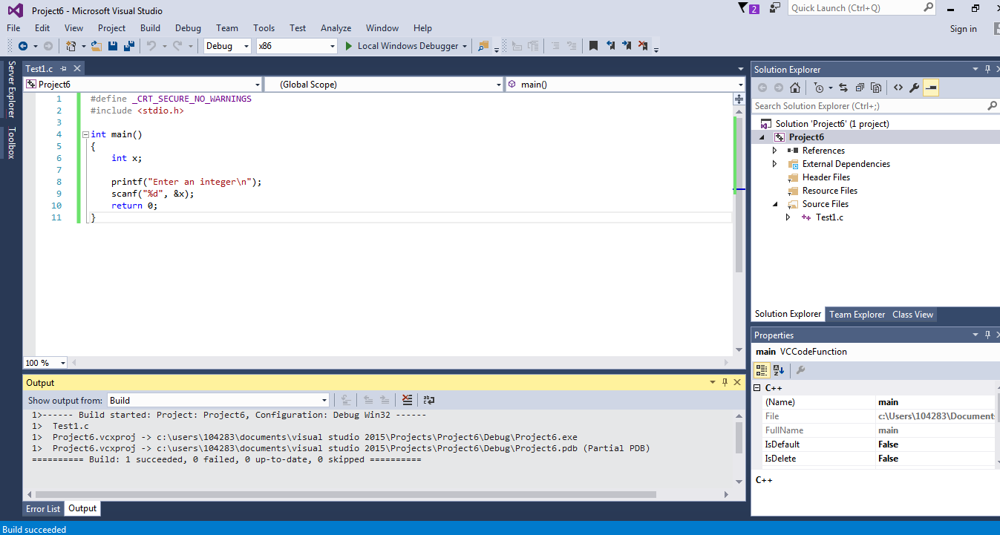 Project6 - Microsoft Visual Studio
2
Quick Launch (Ctrl+Q)
File Edit View Project Build Debug Team Tools Test Analyze Window Help
Sign in
Debug x86 Local Windows Debugger
Server Explorer
Toolbox
Test1.c
Project6 (Global Scope) main()
1 #define _CRT_SECURE_NO_WARNINGS
2 #include <stdio.h>
3
4 int main()
5 {
6 int x;
7
8 printf("Enter an integer\n");
9 scanf("%d", &x);
10 return 0;
11 }
100 %
Output
Show output from: Build
1>------ Build started: Project: Project6, Configuration: Debug Win32 ------
1> Test1.c
1> Project6.vcxproj -> c:\users\104283\documents\visual studio 2015\Projects\Project6\Debug\Project6.exe
1> Project6.vcxproj -> c:\users\104283\documents\visual studio 2015\Projects\Project6\Debug\Project6.pdb (Partial PDB)
========== Build: 1 succeeded, 0 failed, 0 up-to-date, 0 skipped ==========
Error List Output
Build succeeded
Solution Explorer
Search Solution Explorer (Ctrl+;)
Solution 'Project6' (1 project)
Project6
References
External Dependencies
Header Files
Resource Files
Source Files
Test1.c
Solution Explorer Team Explorer Class View
Properties
main VCCodeFunction
C++
(Name) main
File c:\Users\104283\Document
FullName main
IsDefault False
IsDelete False
C++